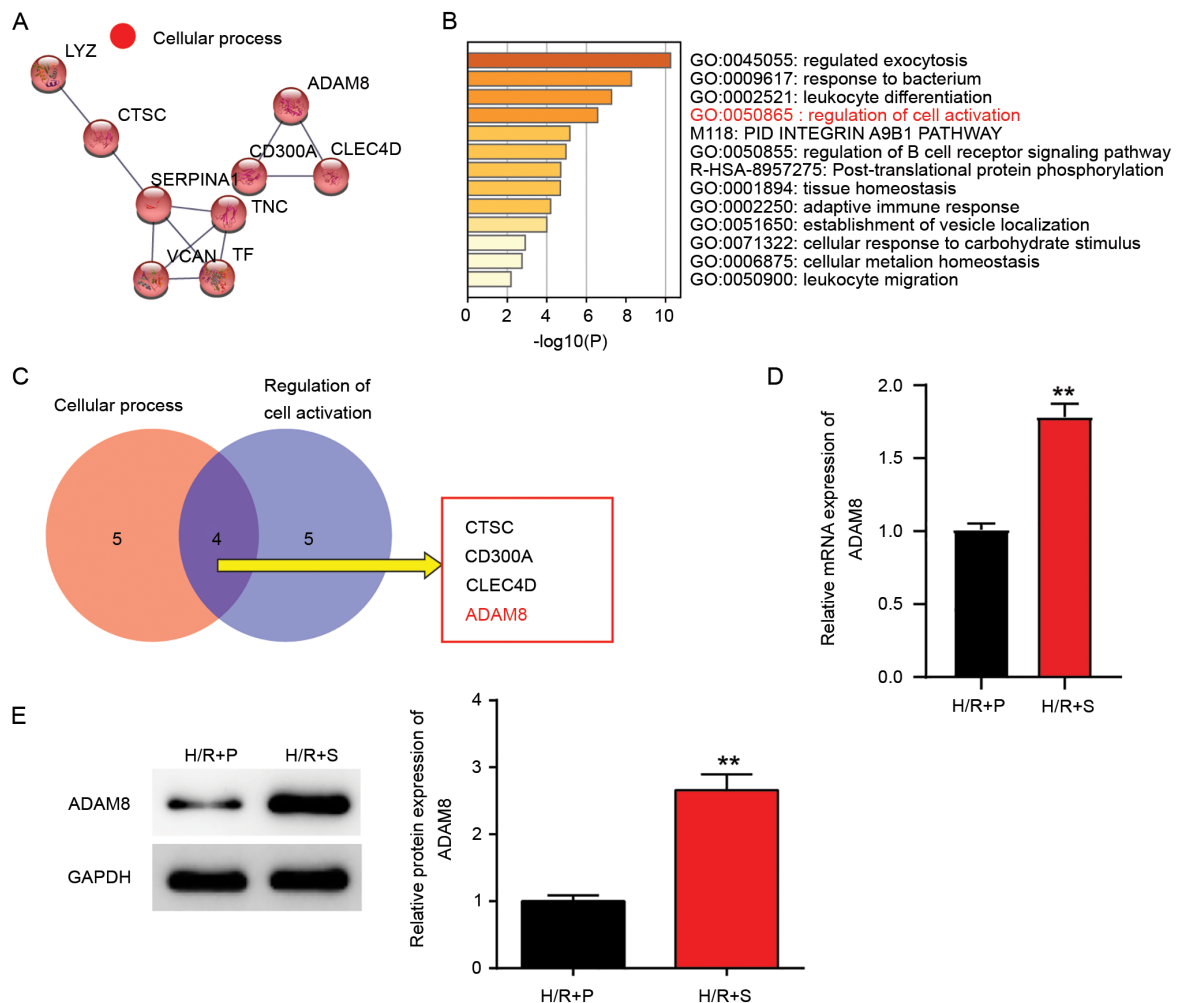 A
LYZ
Cellular process
CTSC
ADAM8
CD300A
CLEC4D
SERPINA1
TNC
VCAN
TF
B
GO:0045055: regulated exocytosis
GO:0009617: response to bacterium
GO:0002521: leukocyte differentiation
GO:0050865 : regulation of cell activation
M118: PID INTEGRIN A9B1 PATHWAY
GO:0050855: regulation of B cell receptor signaling pathway
R-HSA-8957275: Post-translational protein phosphorylation
GO:0001894: tissue homeostasis
GO:0002250: adaptive immune response
GO:0051650: establishment of vesicle localization
GO:0071322: cellular response to carbohydrate stimulus
GO:0006875: cellular metalion homeostasis
GO:0050900: leukocyte migration
0 2 4 6 8 10
-log10(P)
C
Cellular process
Regulation of
cell activation
5 4 5
CTSC
CD300A
CLEC4D
ADAM8
D
Relative mRNA expression of
ADAM8
2.0
1.5
1.0
0.5
0.0
**
H/R+P H/R+S
E
H/R+P H/R+S
ADAM8
GAPDH
Relative protein expression of
ADAM8
4
3
2
1
0
**
H/R+P H/R+S